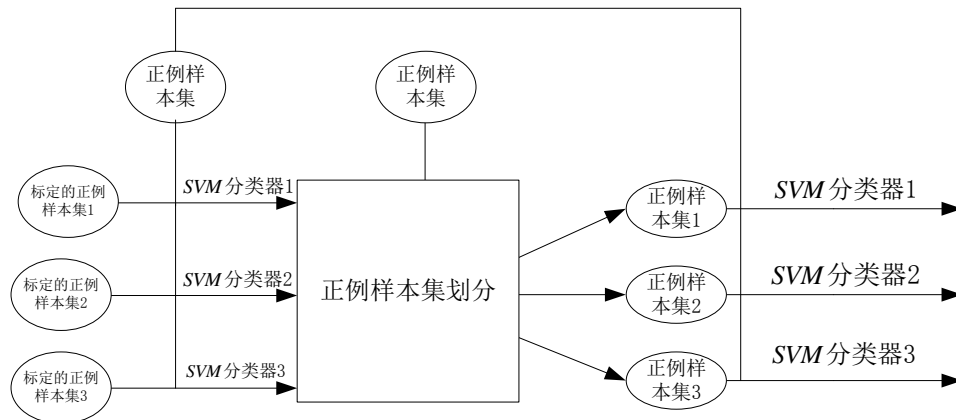 正例样
本集
正例样
本集
标定的正例
样本集1
SVM分类器1
标定的正例
样本集2
SVM分类器2
标定的正例
样本集3
SVM分类器3
正例样本集划分
正例样
本集1
SVM分类器1
正例样
本集2
SVM分类器2
正例样
本集3
SVM分类器3